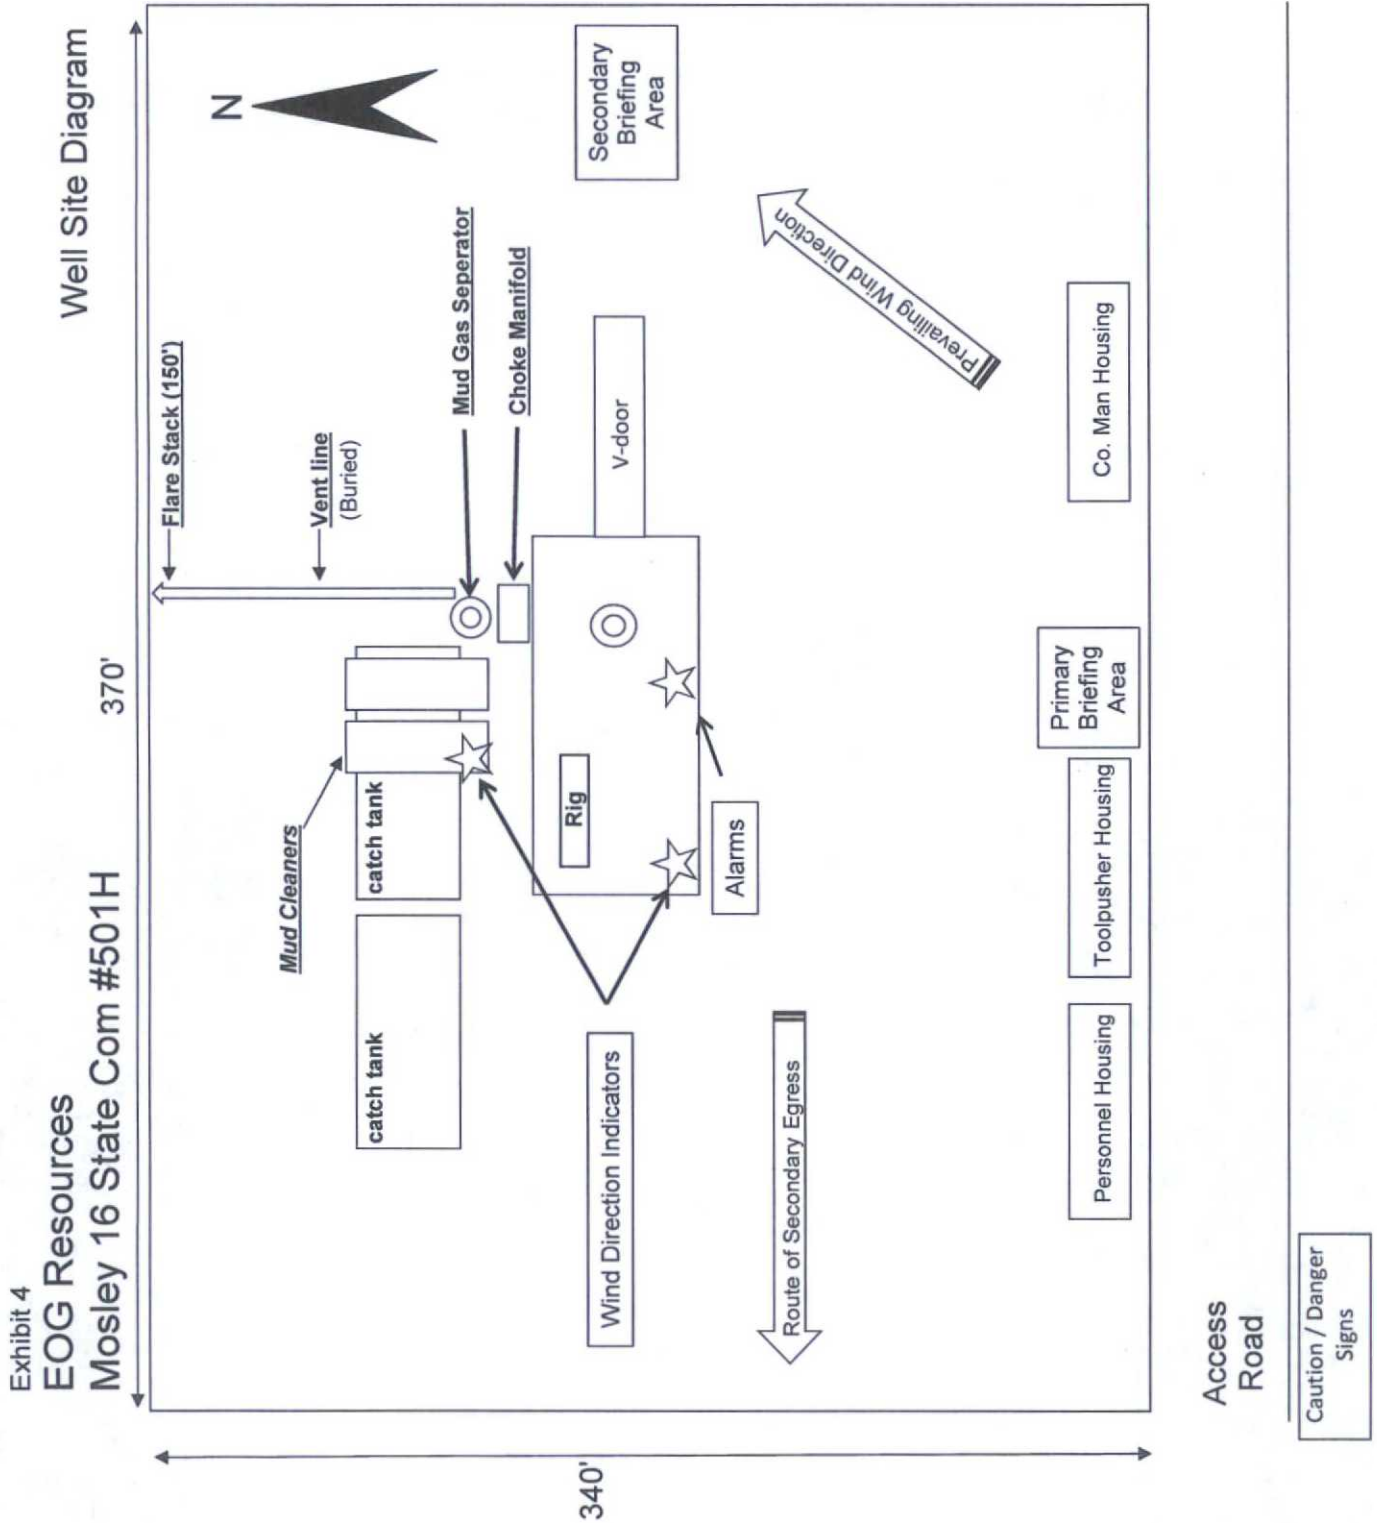 Exhibit 4
EOG Resources
Mosley 16 State Com #501H
Well Site Diagram
370'
340'
N
Flare Stack (150')
Vent line
(Buried)
Mud Cleaners
Mud Gas Seperator
Choke Manifold
catch tank
catch tank
Secondary
Briefing
Area
Rig
V-door
Wind Direction Indicators
Alarms
Prevailing Wind Direction
Route of Secondary Egress
Personnel Housing
Toolpusher Housing
Primary
Briefing
Area
Co. Man Housing
Access
Road
Caution / Danger
Signs